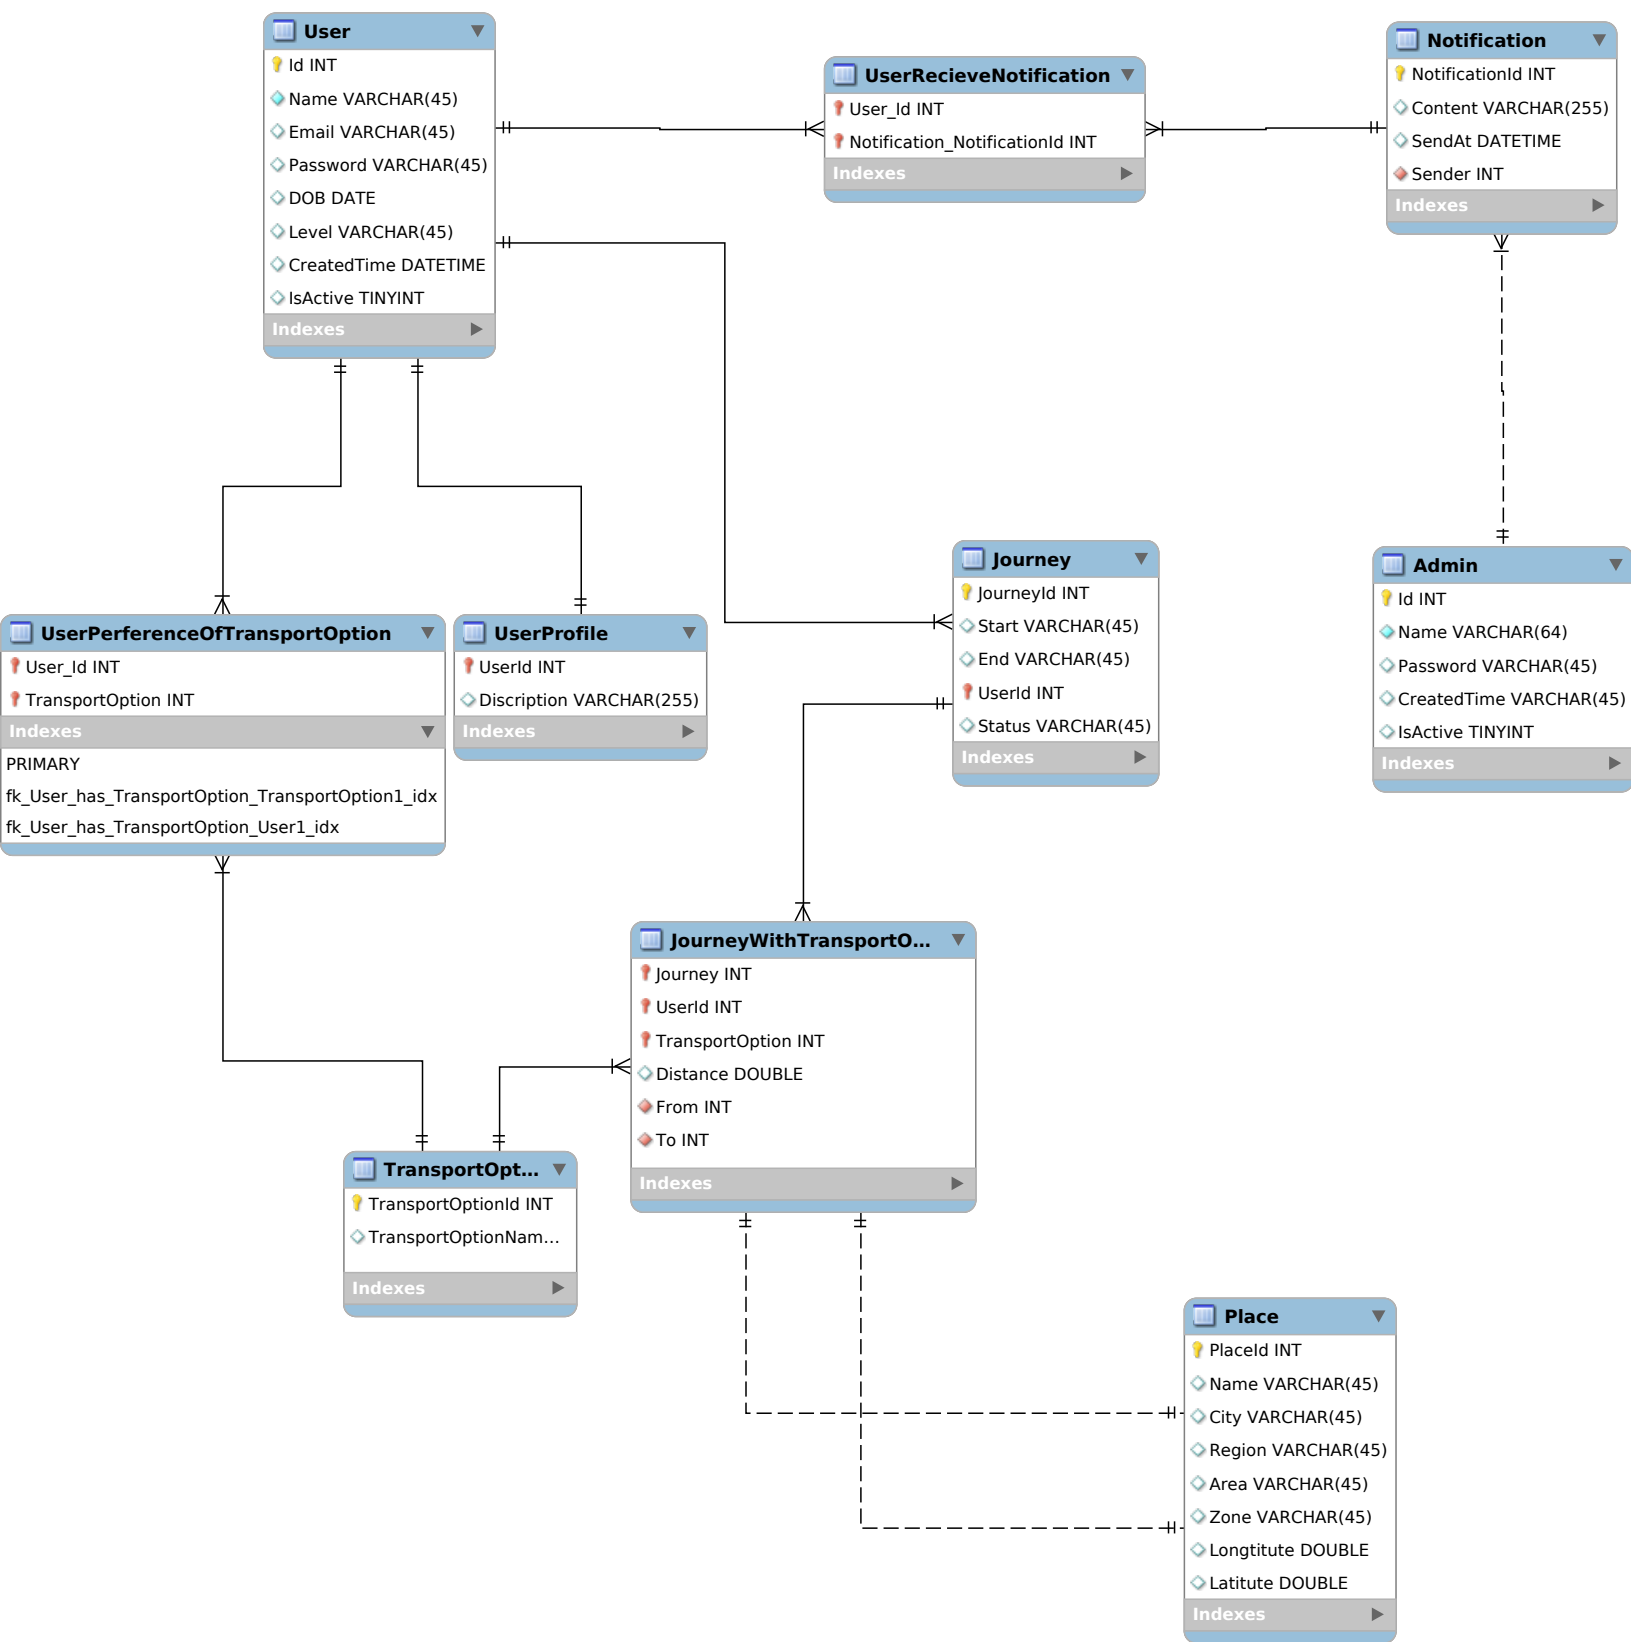 User
Id INT
Name VARCHAR(45)
Email VARCHAR(45)
Password VARCHAR(45)
DOB DATE
Level VARCHAR(45)
CreatedTime DATETIME
IsActive TINYINT
Indexes
UserRecieveNotification
User_Id INT
Notification_NotificationId INT
Indexes
Notification
NotificationId INT
Content VARCHAR(255)
SendAt DATETIME
Sender INT
Indexes
UserPerferenceOfTransportOption
User_Id INT
TransportOption INT
Indexes
PRIMARY
fk_User_has_TransportOption_TransportOption1_idx
fk_User_has_TransportOption_User1_idx
UserProfile
UserId INT
Discription VARCHAR(255)
Indexes
Journey
JourneyId INT
Start VARCHAR(45)
End VARCHAR(45)
UserId INT
Status VARCHAR(45)
Indexes
Admin
Id INT
Name VARCHAR(64)
Password VARCHAR(45)
CreatedTime VARCHAR(45)
IsActive TINYINT
Indexes
JourneyWithTransportO...
Journey INT
UserId INT
TransportOption INT
Distance DOUBLE
From INT
To INT
Indexes
TransportOpt...
TransportOptionId INT
TransportOptionNam...
Indexes
Place
PlaceId INT
Name VARCHAR(45)
City VARCHAR(45)
Region VARCHAR(45)
Area VARCHAR(45)
Zone VARCHAR(45)
Longtitute DOUBLE
Latitute DOUBLE
Indexes